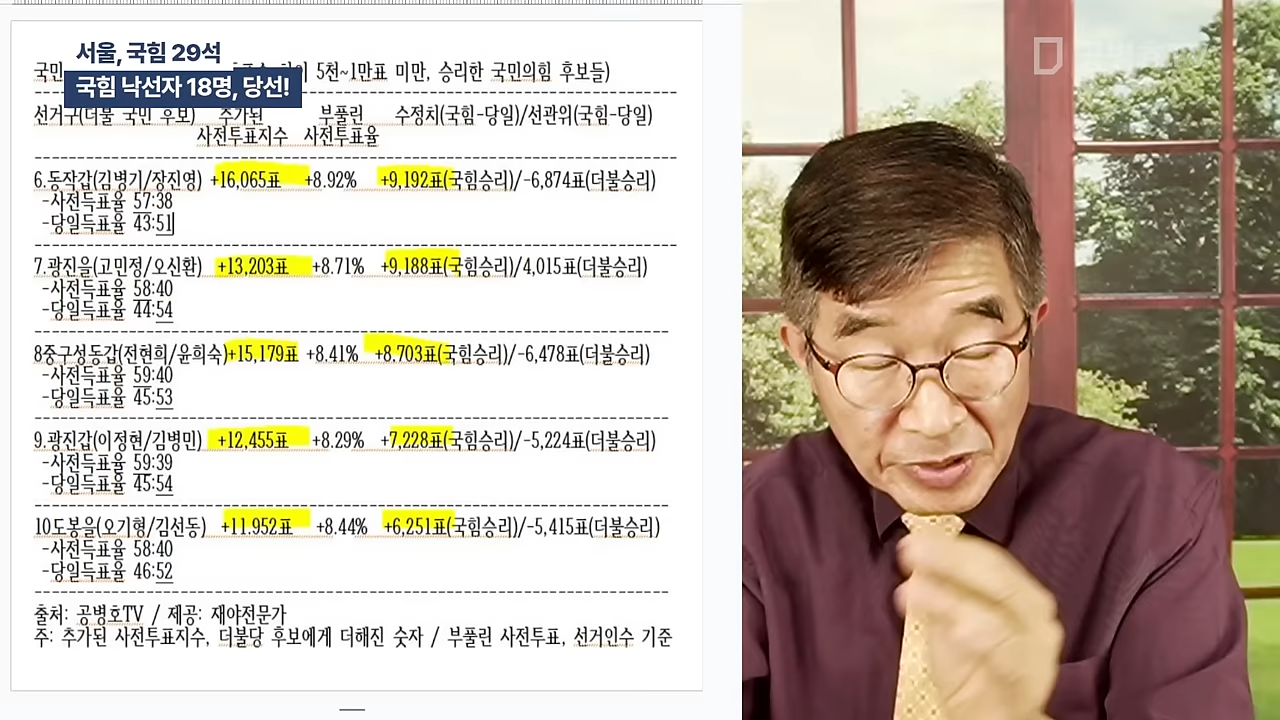 서울, 국힘 29석
국힘 낙선자 18명, 당선!
국민 5천~1만표 미만, 승리한 국민의힘 후보들)
선거구(더불 국민 후보) 추가된 부풀린 수정치(국힘-당일)/선관위(국힘-당일)
사전투표지수 사전투표율
6.동작갑(김병기/장진영) +16,065표 +8.92% +9,192표(국힘승리)/-6,874표(더불승리)
-사전득표율 57:38
-당일득표율 43:51
7.광진을(고민정/오신환) +13,203표 +8.71% +9,188표(국힘승리)/4,015표(더불승리)
-사전득표율 58:40
-당일득표율 44:54
8중구성동갑(전현희/윤희숙)+15,179표 +8.41% +8,703표(국힘승리)/-6,478표(더불승리)
-사전득표율 59:40
-당일득표율 45:53
9.광진갑(이정현/김병민) +12,455표 +8.29% +7,228표(국힘승리)/-5,224표(더불승리)
-사전득표율 59:39
-당일득표율 45:54
10도봉을(오기형/김선동) +11,952표 +8.44% +6,251표(국힘승리)/-5,415표(더불승리)
-사전득표율 58:40
-당일득표율 46:52
출처: 공병호TV / 제공: 재야전문가
주: 추가된 사전투표지수, 더불당 후보에게 더해진 숫자 / 부풀린 사전투표, 선거인수 기준